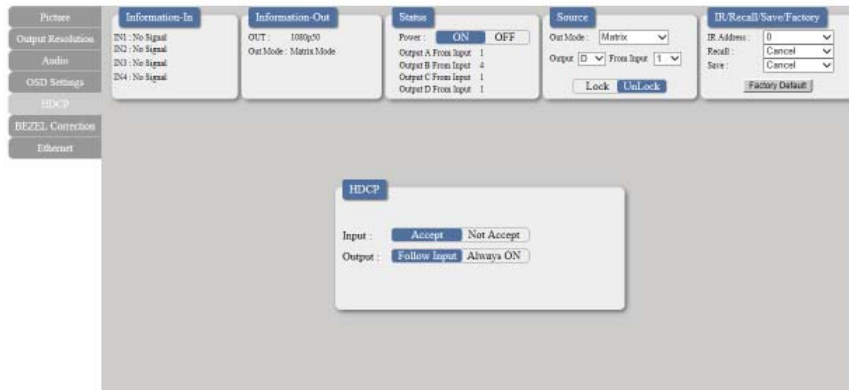 Picture
Output Resolution
Audio
OSD Settings
HDCP
BEZEL Correction
Ethernet
Information-In
IN1 : No Signal
IN2 : No Signal
IN3 : No Signal
IN4 : No Signal
Information-Out
OUT : 1080p50
Out Mode : Matrix Mode
Status
Power : ON OFF
Output A From Input 1
Output B From Input 4
Output C From Input 1
Output D From Input 1
Source
Out Mode : Matrix
Output D From Input 1
Lock UnLock
IR/Recall/Save/Factory
IR Address : 0
Recall : Cancel
Save : Cancel
Factory Default
HDCP
Input : Accept Not Accept
Output : Follow Input Always ON